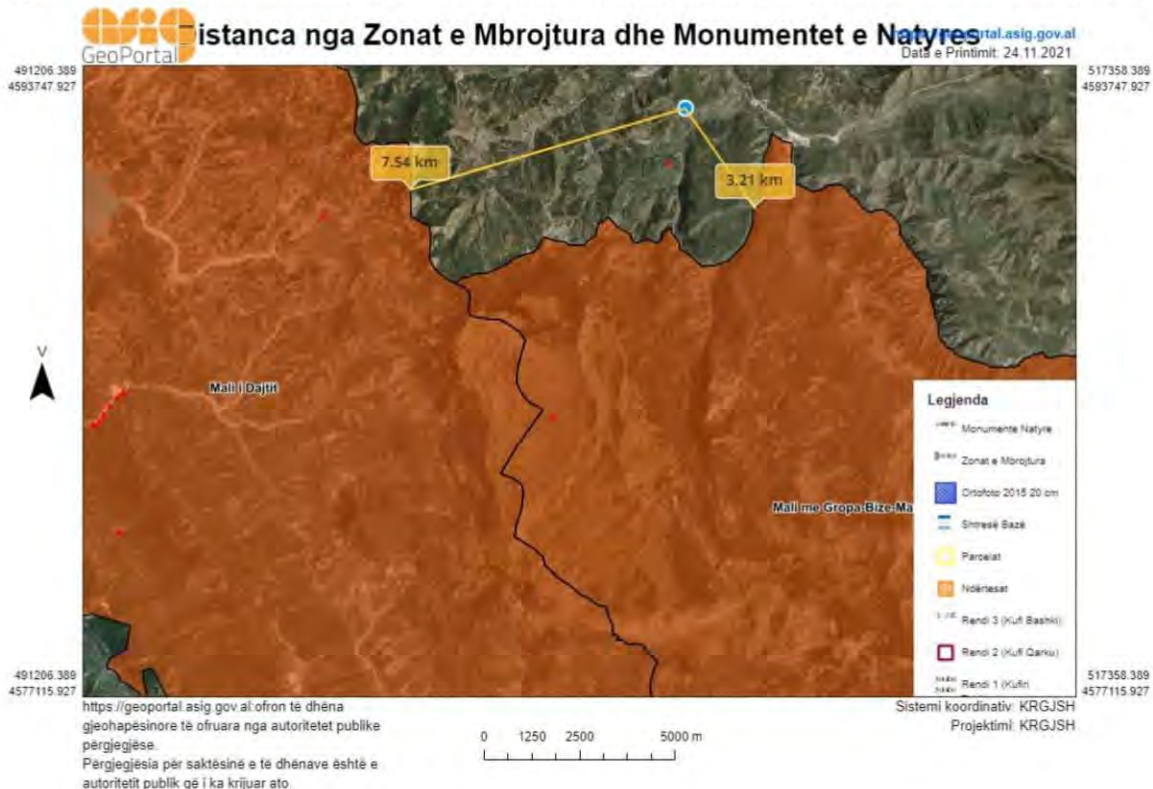 asig
GeoPortal
Distanca nga Zonat e Mbrojtura dhe Monumentet e Natyres
Data e Printimit: 24.11.2021
491206.389
4593747.927
517358.389
4593747.927
7.54 km
3.21 km
Mali i Dajtit
Mali me Gropa-Bize-Ma
Legjenda
Monumente Natyre
Zonat e Mbrojtura
Ortofoto 2015 20 cm
Shtresë Bazë
Parcelat
Ndërtesat
Rendi 3 (Kufi Bashki)
Rendi 2 (Kufi Qarku)
Rendi 1 (Kufiri
V
491206.389
4577115.927
517358.389
4577115.927
https://geoportal.asig.gov.al ofron të dhëna
gjeohapësinore të ofruara nga autoritetet publike
përgjegjëse.
Përgjegjësia për saktësinë e të dhënave është e
autoritetit publik që i ka krijuar ato
0 1250 2500 5000 m
Sistemi koordinativ: KRGJSH
Projektimi: KRGJSH